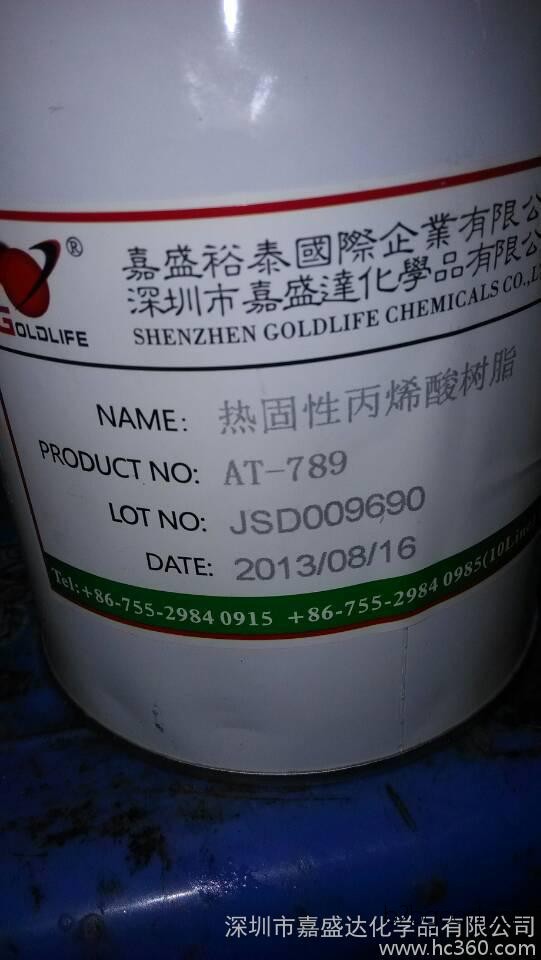 嘉盛裕泰國際企業有限公
深圳市嘉盛達化學品有限公
SHENZHEN GOLDLIFE CHEMICALS CO.,L
®
GOLDLIFE
NAME: 热固性丙烯酸树脂
PRODUCT NO: AT-789
LOT NO: JSD009690
DATE: 2013/08/16
Tel:+86-755-2984 0915 +86-755-2984 0985(10Line
深圳市嘉盛达化学品有限公司
www.hc360.com